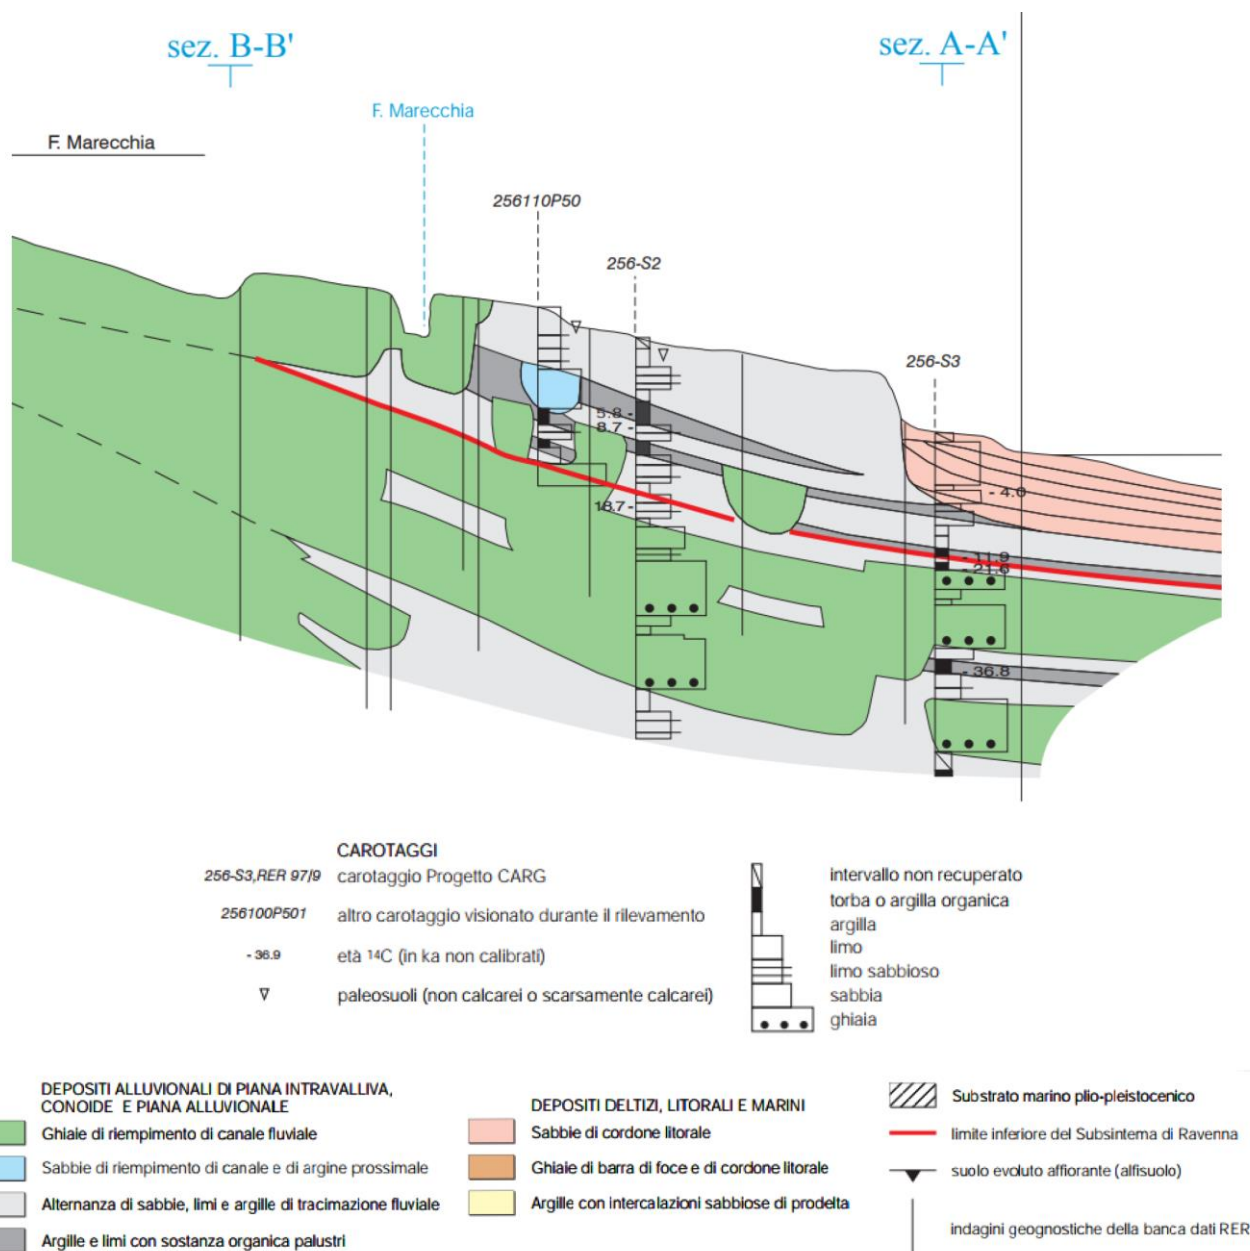 sez. B-B'
sez. A-A'
F. Marecchia
F. Marecchia
256110P50
256-S2
256-S3
5.8 -
8.7 -
18.7 -
- 4.0
- 11.9
- 21.6
- 36.8
CAROTAGGI
256-S3,RER 97/9 carotaggio Progetto CARG
256100P501 altro carotaggio visionato durante il rilevamento
- 36.9 età ¹⁴C (in ka non calibrati)
paleosuoli (non calcarei o scarsamente calcarei)
intervallo non recuperato
torba o argilla organica
argilla
limo
limo sabbioso
sabbia
ghiaia
DEPOSITI ALLUVIONALI DI PIANA INTRAVALLIVA,
CONOIDE E PIANA ALLUVIONALE
Ghiaie di riempimento di canale fluviale
Sabbie di riempimento di canale e di argine prossimale
Alternanza di sabbie, limi e argille di tracimazione fluviale
Argille e limi con sostanza organica palustri
DEPOSITI DELTIZI, LITORALI E MARINI
Sabbie di cordone litorale
Ghiaie di barra di foce e di cordone litorale
Argille con intercalazioni sabbiose di prodelta
Substrato marino plio-pleistocenico
limite inferiore del Subsintema di Ravenna
suolo evoluto affiorante (alfisuolo)
indagini geognostiche della banca dati RER